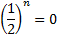 (1/2)ⁿ = 0